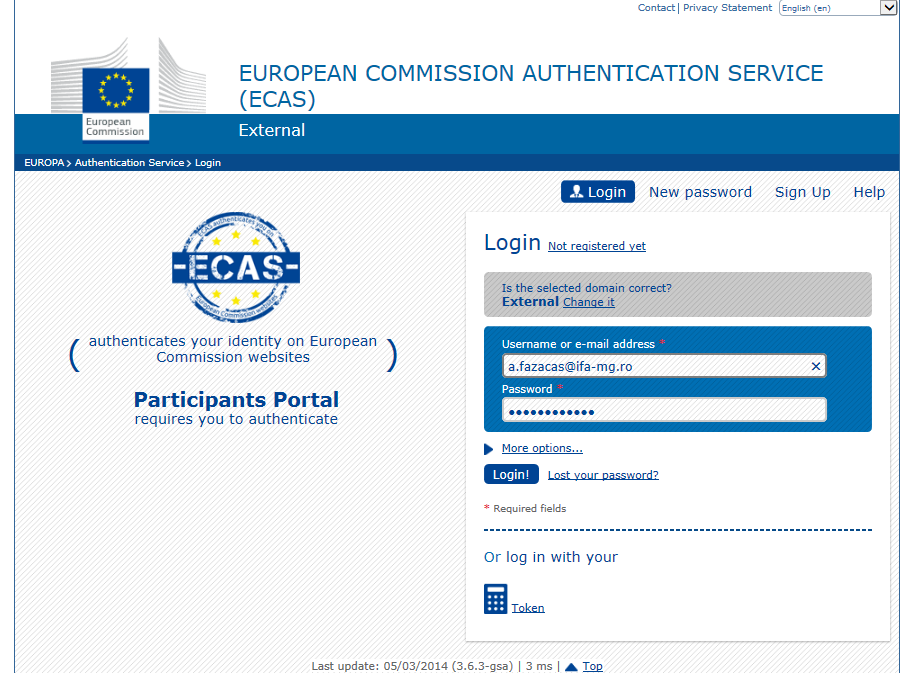 Contact | Privacy Statement English (en)
EUROPEAN COMMISSION AUTHENTICATION SERVICE
(ECAS)
European
Commission
External
EUROPA > Authentication Service > Login
Login New password Sign Up Help
ECAS authenticates you on
-ECAS-
European Commission websites
authenticates your identity on European
Commission websites
Participants Portal
requires you to authenticate
Login Not registered yet
Is the selected domain correct?
External Change it
Username or e-mail address *
a.fazacas@ifa-mg.ro
Password *
••••••••••••
More options...
Login! Lost your password?
* Required fields
Or log in with your
Token
Last update: 05/03/2014 (3.6.3-gsa) | 3 ms | Top